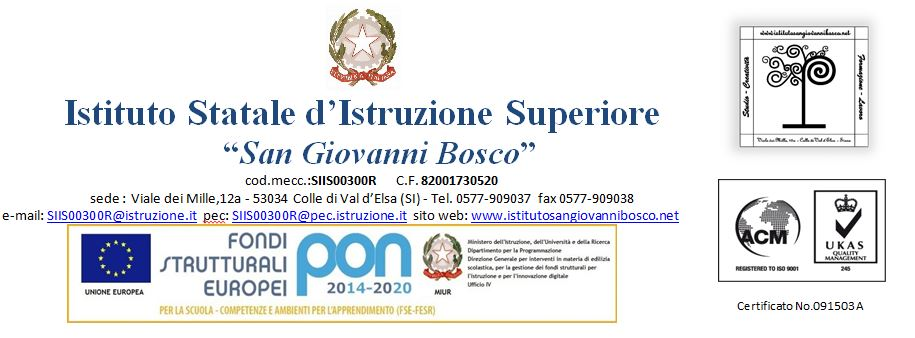 REPVBBLICA ITALIANA
Istituto Statale d'Istruzione Superiore
“San Giovanni Bosco”
cod.mecc.:SIIS00300R C.F. 82001730520
sede : Viale dei Mille,12a - 53034 Colle di Val d'Elsa (SI) - Tel. 0577-909037 fax 0577-909038
e-mail: SIIS00300R@istruzione.it pec: SIIS00300R@pec.istruzione.it sito web: www.istitutosangiovannibosco.net
UNIONE EUROPEA
FONDI
STRUTTURALI
EUROPEI
pon
2014-2020
MIUR
Ministero dell'Istruzione, dell'Università e della Ricerca
Dipartimento per la Programmazione
Direzione Generale per interventi in materia di edilizia
scolastica, per la gestione dei fondi strutturali per
l'Istruzione e per l'Innovazione digitale
Ufficio IV
PER LA SCUOLA - COMPETENZE E AMBIENTI PER L'APPRENDIMENTO (FSE-FESR)
www.istitutosangiovannibosco.net
Studio - Creatività
Formazione - Lavoro
Viale dei Mille, 12a - Colle di Val d'Elsa - Siena
ACM
REGISTERED TO ISO 9001
UKAS
QUALITY
MANAGEMENT
245
Certificato No.091503A